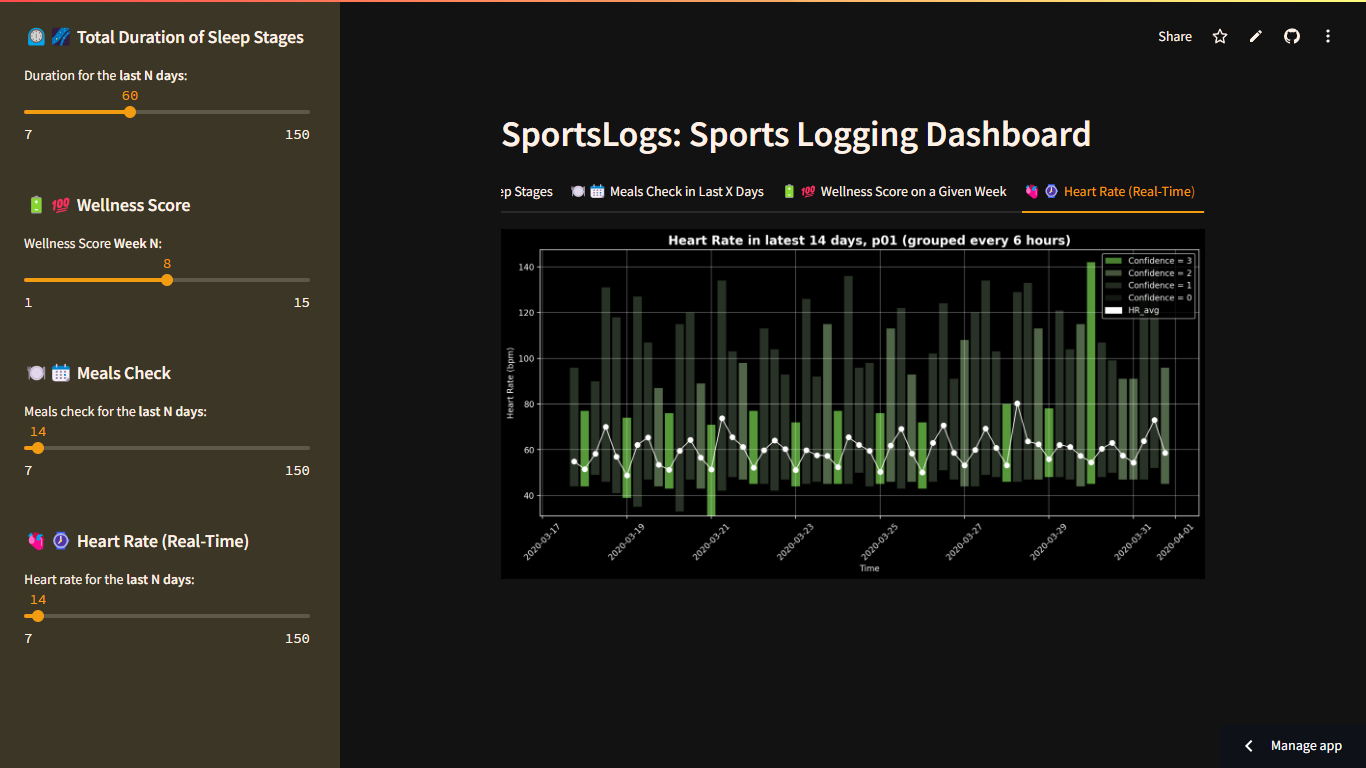 Total Duration of Sleep Stages
Duration for the last N days:
60
7 150
Wellness Score
Wellness Score Week N:
8
1 15
Meals Check
Meals check for the last N days:
14
7 150
Heart Rate (Real-Time)
Heart rate for the last N days:
14
7 150
Share
SportsLogs: Sports Logging Dashboard
ep Stages Meals Check in Last X Days 💯 Wellness Score on a Given Week Heart Rate (Real-Time)
Heart Rate in latest 14 days, p01 (grouped every 6 hours)
Confidence = 3
Confidence = 2
Confidence = 1
Confidence = 0
HR_avg
Heart Rate (bpm)
140
120
100
80
60
40
2020-03-17 2020-03-19 2020-03-21 2020-03-23 2020-03-25 2020-03-27 2020-03-29 2020-03-31 2020-04-01
Time
Manage app